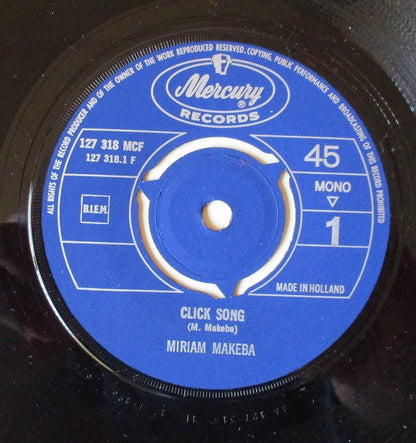 ALL RIGHTS OF THE RECORD PRODUCER AND OF THE OWNER OF THE WORK REPRODUCED RESERVED. COPYING, PUBLIC PERFORMANCE AND BROADCASTING OF THIS RECORD PROHIBITED
Mercury
®
RECORDS
127 318 MCF
127 318.1 F
45
B.I.E.M.
MONO
1
MADE IN HOLLAND
CLICK SONG
(M. Makeba)
MIRIAM MAKEBA